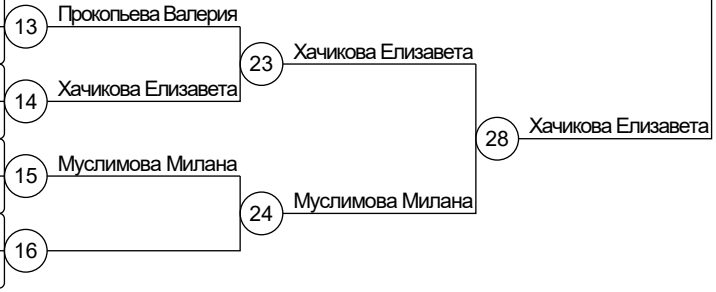 13
Прокопьева Валерия
23
Хачикова Елизавета
14
Хачикова Елизавета
28
Хачикова Елизавета
15
Муслимова Милана
24
Муслимова Милана
16